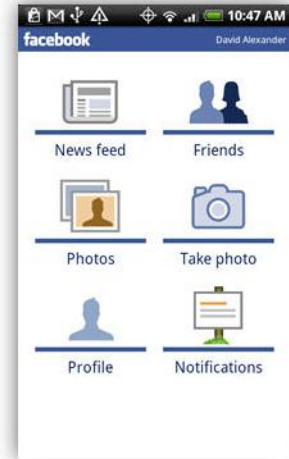 10:47 AM
facebook David Alexander
News feed Friends
Photos Take photo
Profile Notifications